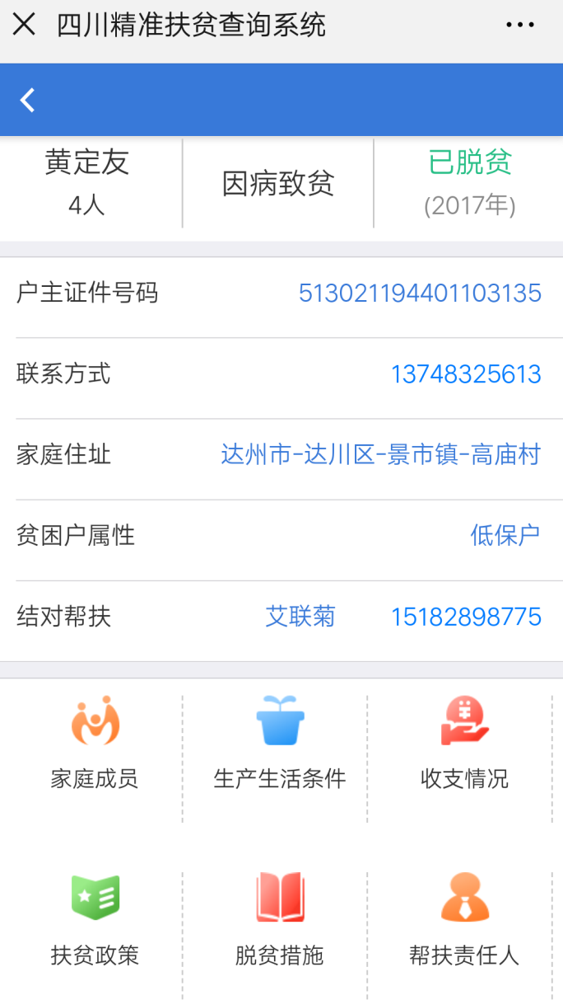 四川精准扶贫查询系统
黄定友
4人
因病致贫
已脱贫
(2017年)
户主证件号码 513021194401103135
联系方式 13748325613
家庭住址 达州市-达川区-景市镇-高庙村
贫困户属性 低保户
结对帮扶 艾联菊 15182898775
家庭成员 生产生活条件 收支情况
扶贫政策 脱贫措施 帮扶责任人